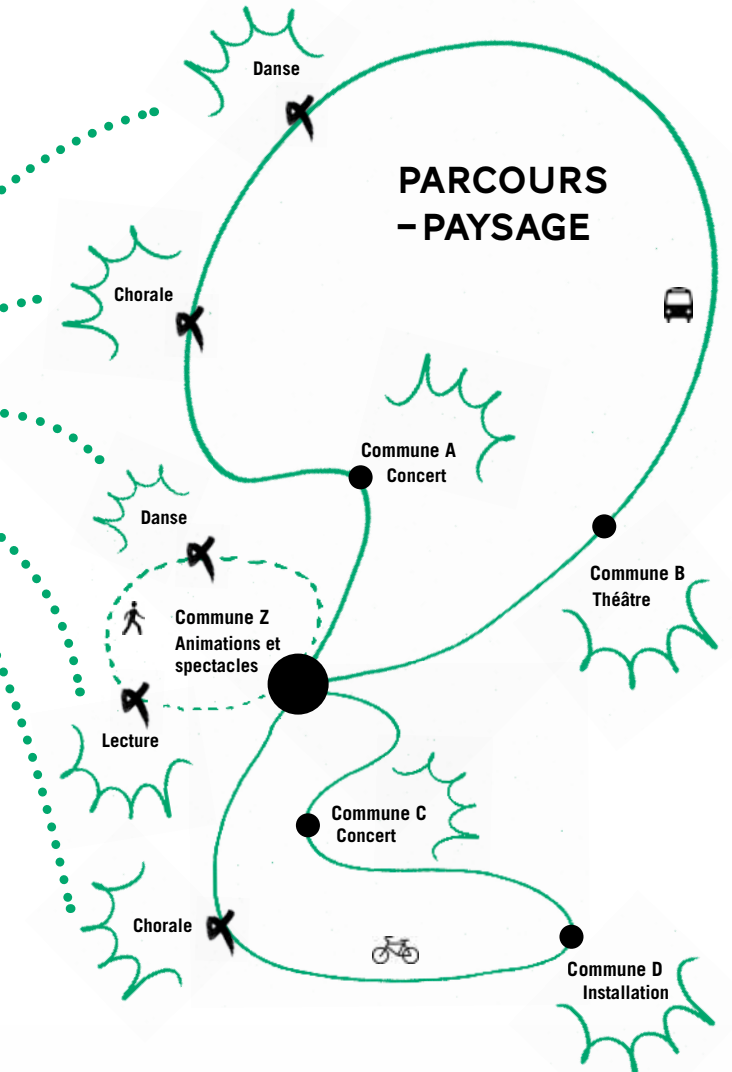 Danse
PARCOURS
–PAYSAGE
Chorale
Commune A
Concert
Danse
Commune B
Théâtre
Commune Z
Animations et
spectacles
Lecture
Commune C
Concert
Chorale
Commune D
Installation